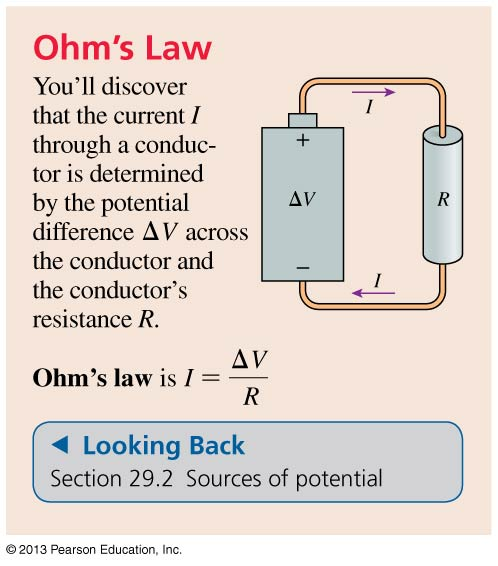 Ohm's Law
You'll discover
that the current I
through a conduc-
tor is determined
by the potential
difference ΔV across
the conductor and
the conductor's
resistance R.
I
+
ΔV
R
–
I
Ohm's law is I = ΔV/R
◀ Looking Back
Section 29.2 Sources of potential
© 2013 Pearson Education, Inc.